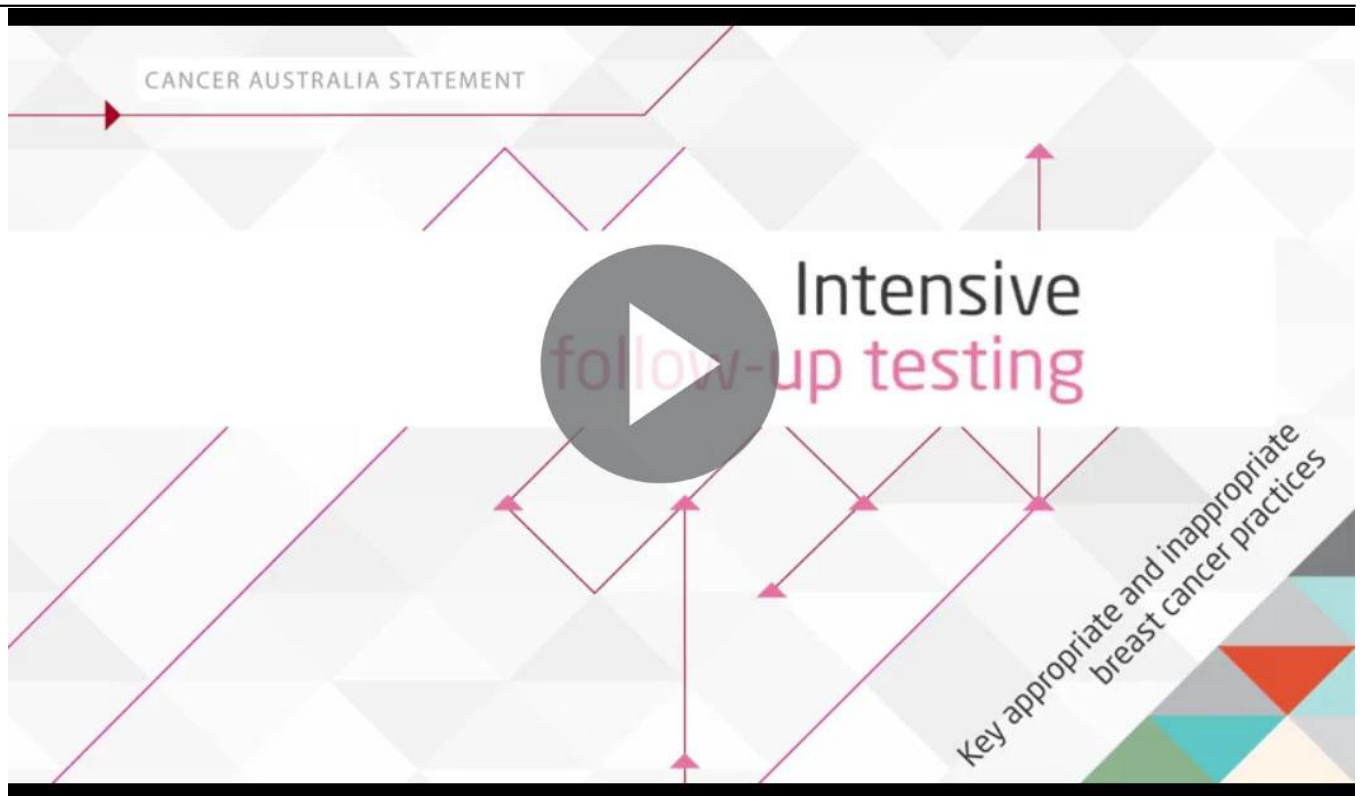 CANCER AUSTRALIA STATEMENT
Intensive
follow-up testing
Key appropriate and inappropriate
breast cancer practices